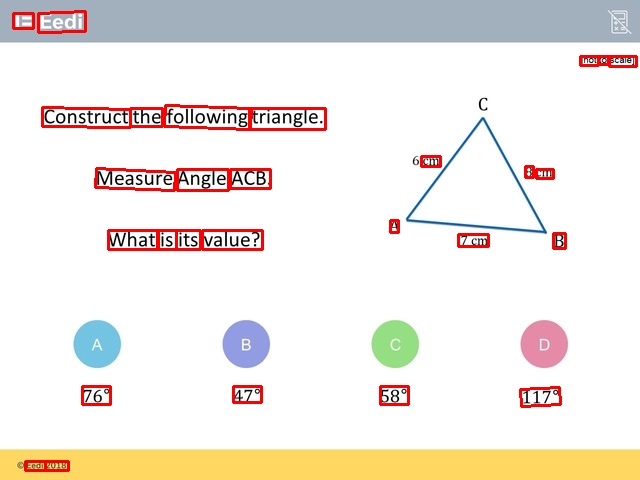 Eedi
[not to scale]
C
Construct the following triangle.
6 cm
8 cm
Measure Angle ACB.
A
B
7 cm
What is its value?
A B C D
76° 47° 58° 117°
© Eedi 2018